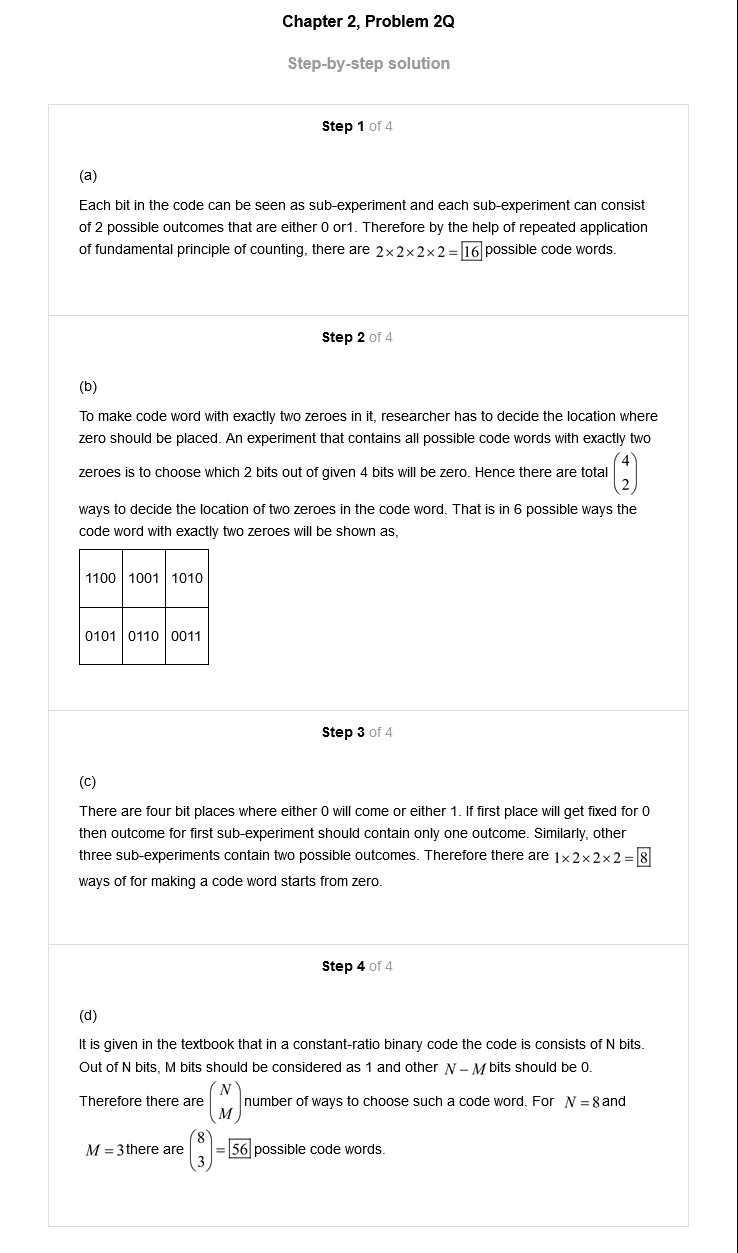 Chapter 2, Problem 2Q
Step-by-step solution
Step 1 of 4
(a)
Each bit in the code can be seen as sub-experiment and each sub-experiment can consist
of 2 possible outcomes that are either 0 or1. Therefore by the help of repeated application
of fundamental principle of counting, there are 2×2×2×2=16 possible code words.
Step 2 of 4
(b)
To make code word with exactly two zeroes in it, researcher has to decide the location where
zero should be placed. An experiment that contains all possible code words with exactly two
zeroes is to choose which 2 bits out of given 4 bits will be zero. Hence there are total (4 2)
ways to decide the location of two zeroes in the code word. That is in 6 possible ways the
code word with exactly two zeroes will be shown as,
1100 1001 1010
0101 0110 0011
Step 3 of 4
(c)
There are four bit places where either 0 will come or either 1. If first place will get fixed for 0
then outcome for first sub-experiment should contain only one outcome. Similarly, other
three sub-experiments contain two possible outcomes. Therefore there are 1×2×2×2=8
ways of for making a code word starts from zero.
Step 4 of 4
(d)
It is given in the textbook that in a constant-ratio binary code the code is consists of N bits.
Out of N bits, M bits should be considered as 1 and other N−M bits should be 0.
Therefore there are (N M) number of ways to choose such a code word. For N=8 and
M=3 there are (8 3)=56 possible code words.